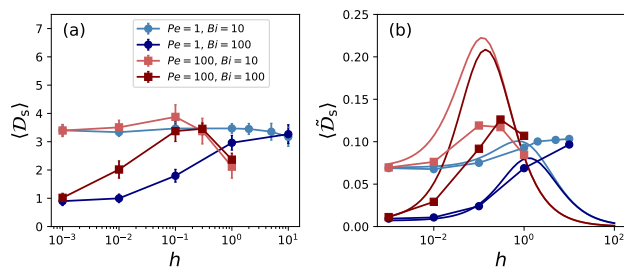 (a)
Pe = 1, Bi = 10
Pe = 1, Bi = 100
Pe = 100, Bi = 10
Pe = 100, Bi = 100
⟨𝒟ₛ⟩
7
6
5
4
3
2
1
0
10⁻³ 10⁻² 10⁻¹ 10⁰ 10¹
h
(b)
⟨𝒟̃ₛ⟩
0.25
0.20
0.15
0.10
0.05
0.00
10⁻² 10⁰ 10²
h